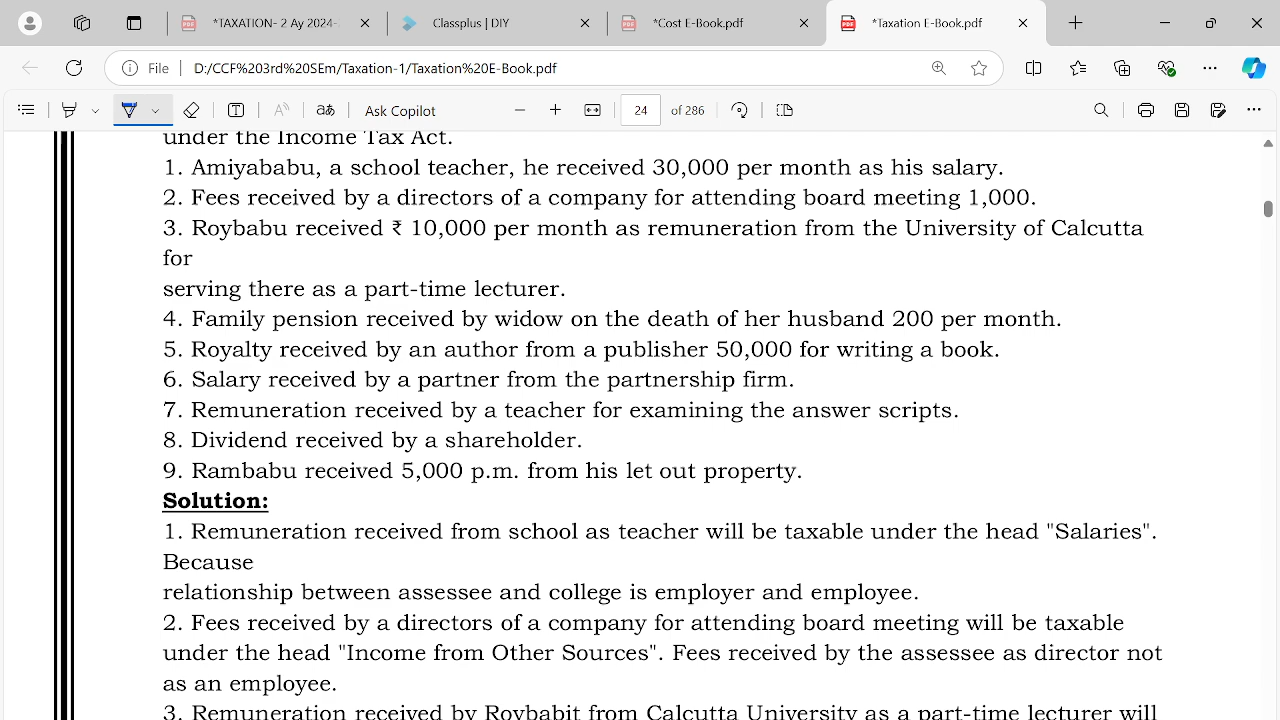 *TAXATION- 2 Ay 2024-
Classplus | DIY
*Cost E-Book.pdf
*Taxation E-Book.pdf
File | D:/CCF%203rd%20SEm/Taxation-1/Taxation%20E-Book.pdf
Ask Copilot
24 of 286
under the Income Tax Act.
1. Amiyababu, a school teacher, he received 30,000 per month as his salary.
2. Fees received by a directors of a company for attending board meeting 1,000.
3. Roybabu received ₹ 10,000 per month as remuneration from the University of Calcutta
for
serving there as a part-time lecturer.
4. Family pension received by widow on the death of her husband 200 per month.
5. Royalty received by an author from a publisher 50,000 for writing a book.
6. Salary received by a partner from the partnership firm.
7. Remuneration received by a teacher for examining the answer scripts.
8. Dividend received by a shareholder.
9. Rambabu received 5,000 p.m. from his let out property.
Solution:
1. Remuneration received from school as teacher will be taxable under the head "Salaries".
Because
relationship between assessee and college is employer and employee.
2. Fees received by a directors of a company for attending board meeting will be taxable
under the head "Income from Other Sources". Fees received by the assessee as director not
as an employee.
3. Remuneration received by Roybabit from Calcutta University as a part-time lecturer will